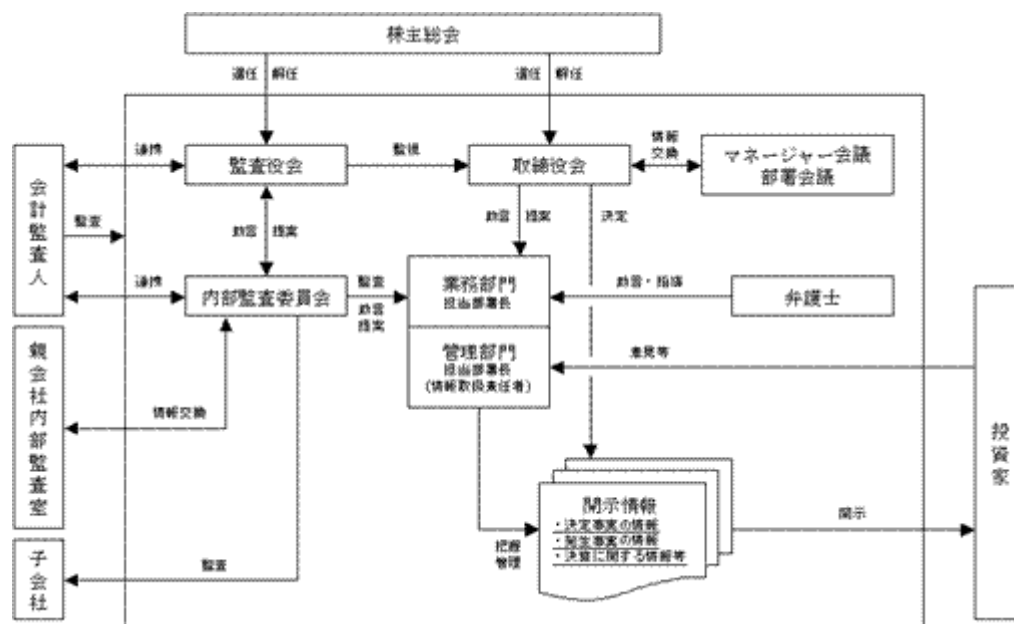 株主総会
選任 解任
選任 解任
連携
監査役会
監視
取締役会
情報
交換
マネージャー会議
部署会議
会計監査人
監査
助言 提案
助言 提案
決定
連携
内部監査委員会
監査
助言
提案
業務部門
担当部署長
助言・指導
弁護士
管理部門
担当部署長
(情報取扱責任者)
意見等
親会社内部監査室
情報交換
投資家
開示情報
・決定事実の情報
・発生事実の情報
・決算に関する情報等
把握
管理
開示
子会社
監査